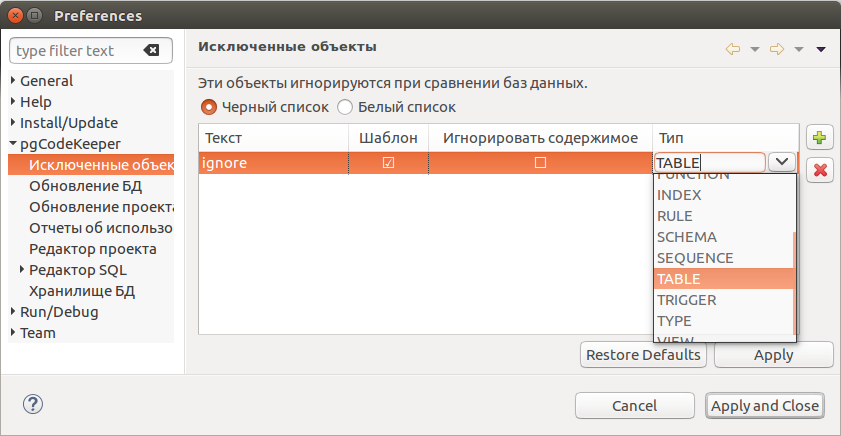 Preferences
type filter text
General
Help
Install/Update
pgCodeKeeper
Исключенные объек
Обновление БД
Обновление проекта
Отчеты об использо
Редактор проекта
Редактор SQL
Хранилище БД
Run/Debug
Team
Исключенные объекты
Эти объекты игнорируются при сравнении баз данных.
Черный список Белый список
Текст Шаблон Игнорировать содержимое Тип
ignore TABLE
FUNCTION
INDEX
RULE
SCHEMA
SEQUENCE
TABLE
TRIGGER
TYPE
VIEW
Restore Defaults Apply
Cancel Apply and Close